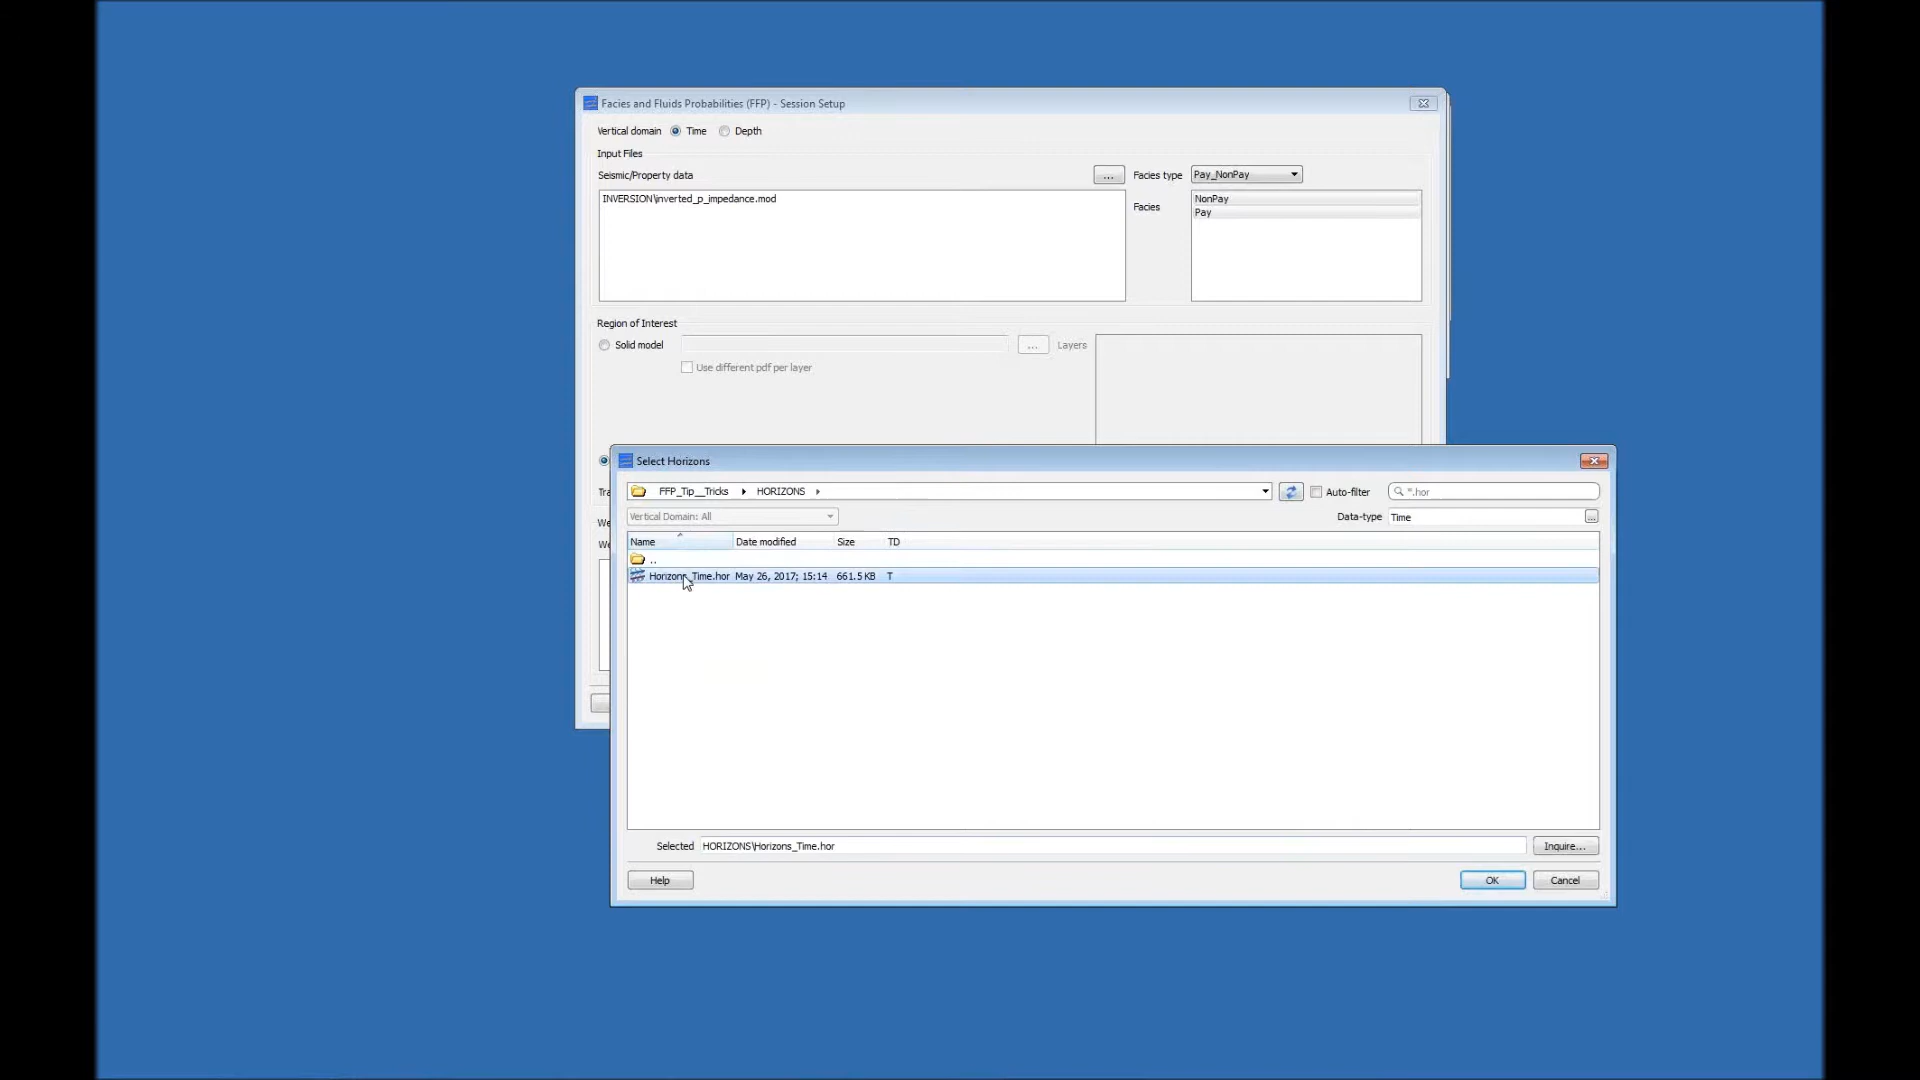 Facies and Fluids Probabilities (FFP) - Session Setup
Vertical domain Time Depth
Input Files
Seismic/Property data ... Facies type Pay_NonPay
INVERSION\inverted_p_impedance.mod
Facies NonPay
Pay
Region of Interest
Solid model ... Layers
Use different pdf per layer
Select Horizons
Tra
FFP_Tip__Tricks HORIZONS Auto-filter *.hor
We
Vertical Domain: All Data-type Time ...
We
Name Date modified Size TD
..
Horizons_Time.hor May 26, 2017; 15:14 661.5 KB T
Selected HORIZONS\Horizons_Time.hor Inquire...
Help OK Cancel